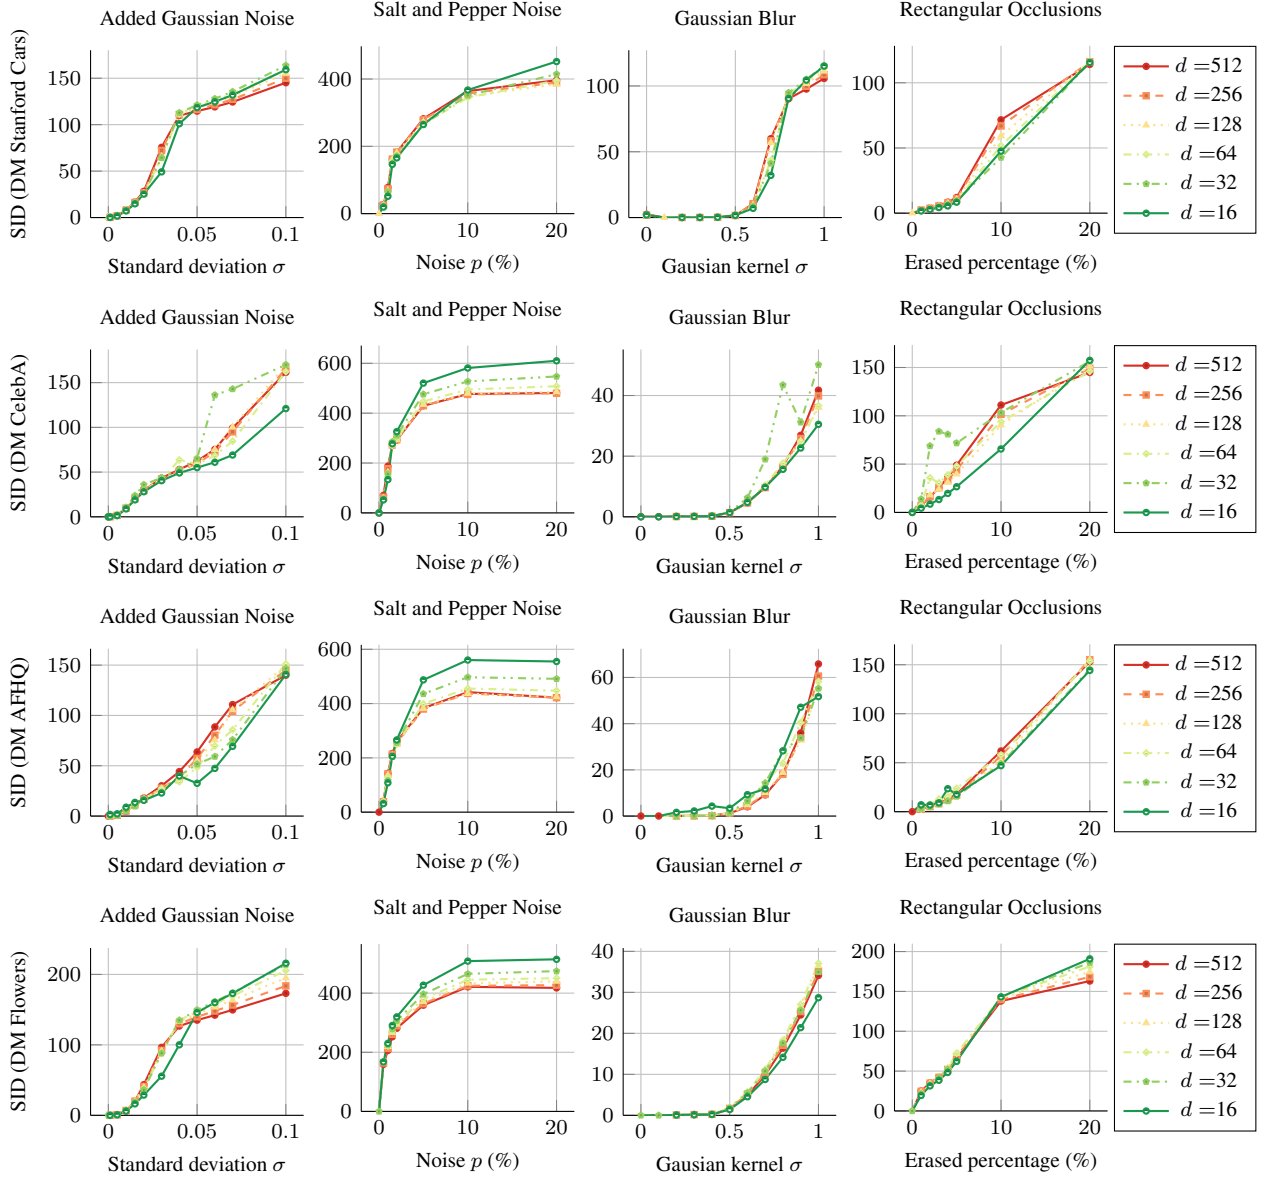 Added Gaussian Noise
Salt and Pepper Noise
Gaussian Blur
Rectangular Occlusions
SID (DM Stanford Cars)
0 50 100 150
0 0.05 0.1
Standard deviation σ
0 200 400
0 10 20
Noise p (%)
0 50 100
0 0.5 1
Gausian kernel σ
0 50 100
0 10 20
Erased percentage (%)
d =512
d =256
d =128
d =64
d =32
d =16
Added Gaussian Noise
Salt and Pepper Noise
Gaussian Blur
Rectangular Occlusions
SID (DM CelebA)
0 50 100 150
0 0.05 0.1
Standard deviation σ
0 200 400 600
0 10 20
Noise p (%)
0 20 40
0 0.5 1
Gausian kernel σ
0 50 100 150
0 10 20
Erased percentage (%)
d =512
d =256
d =128
d =64
d =32
d =16
Added Gaussian Noise
Salt and Pepper Noise
Gaussian Blur
Rectangular Occlusions
SID (DM AFHQ)
0 50 100 150
0 0.05 0.1
Standard deviation σ
0 200 400 600
0 10 20
Noise p (%)
0 20 40 60
0 0.5 1
Gausian kernel σ
0 50 100 150
0 10 20
Erased percentage (%)
d =512
d =256
d =128
d =64
d =32
d =16
Added Gaussian Noise
Salt and Pepper Noise
Gaussian Blur
Rectangular Occlusions
SID (DM Flowers)
0 100 200
0 0.05 0.1
Standard deviation σ
0 200 400
0 10 20
Noise p (%)
0 10 20 30 40
0 0.5 1
Gausian kernel σ
0 50 100 150 200
0 10 20
Erased percentage (%)
d =512
d =256
d =128
d =64
d =32
d =16